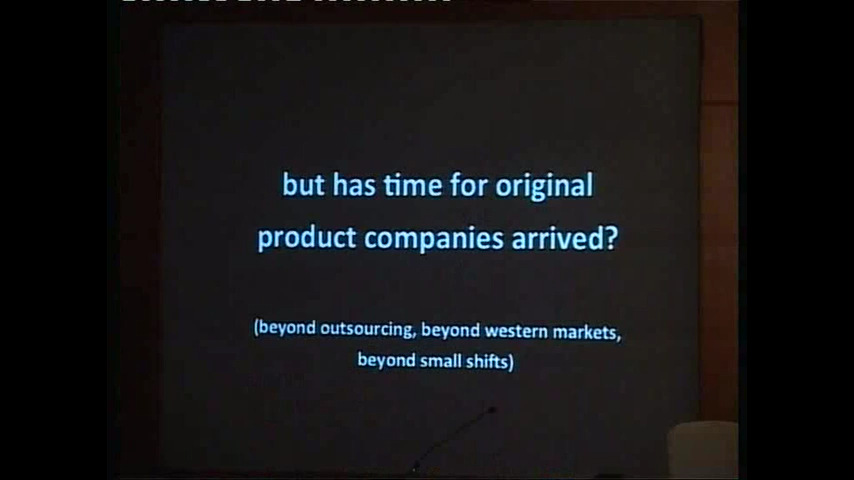 but has time for original
product companies arrived?
(beyond outsourcing, beyond western markets,
beyond small shifts)